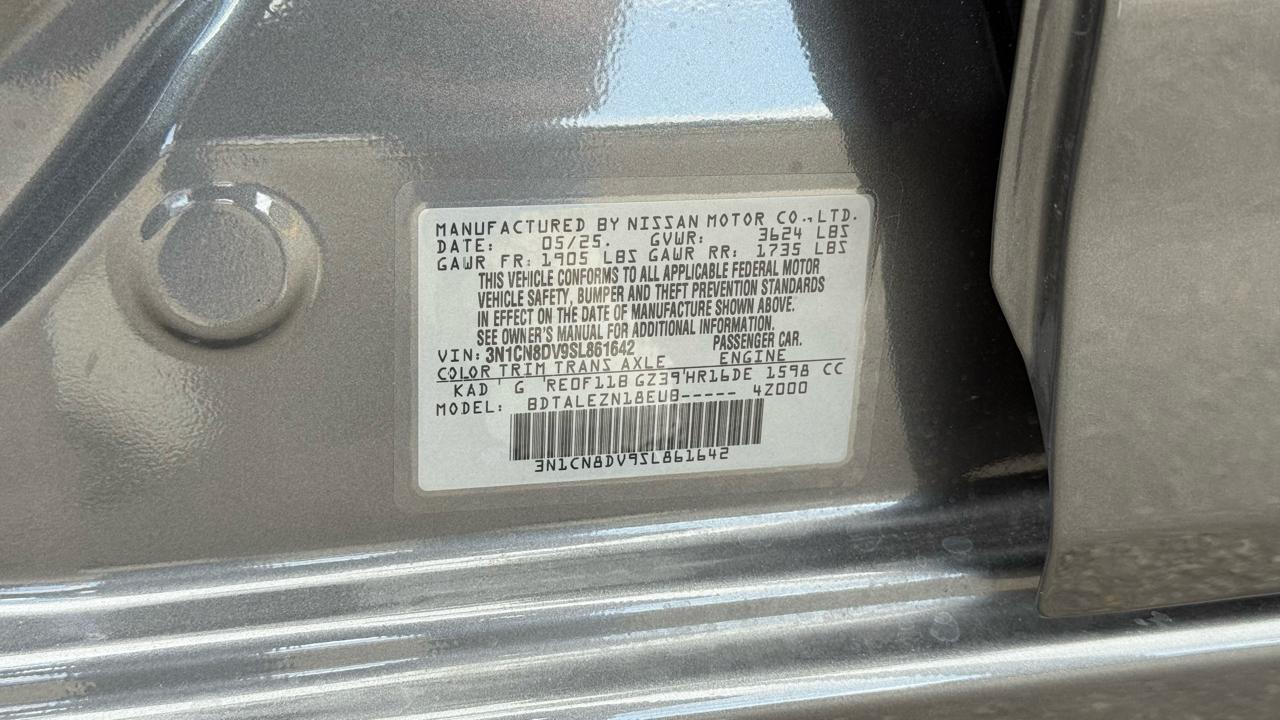 MANUFACTURED BY NISSAN MOTOR CO., LTD.
DATE: 05/25. GVWR: 3624 LBS
GAWR FR: 1905 LBS GAWR RR: 1735 LBS
THIS VEHICLE CONFORMS TO ALL APPLICABLE FEDERAL MOTOR
VEHICLE SAFETY, BUMPER AND THEFT PREVENTION STANDARDS
IN EFFECT ON THE DATE OF MANUFACTURE SHOWN ABOVE.
SEE OWNER'S MANUAL FOR ADDITIONAL INFORMATION.
VIN: 3N1CN8DV9SL861642 PASSENGER CAR.
COLOR TRIM TRANS AXLE ENGINE
KAD G RE0F11B GZ39 HR16DE 1598 CC
MODEL: BDTALEZN18EUB----- 4Z000
3N1CN8DV9SL861642